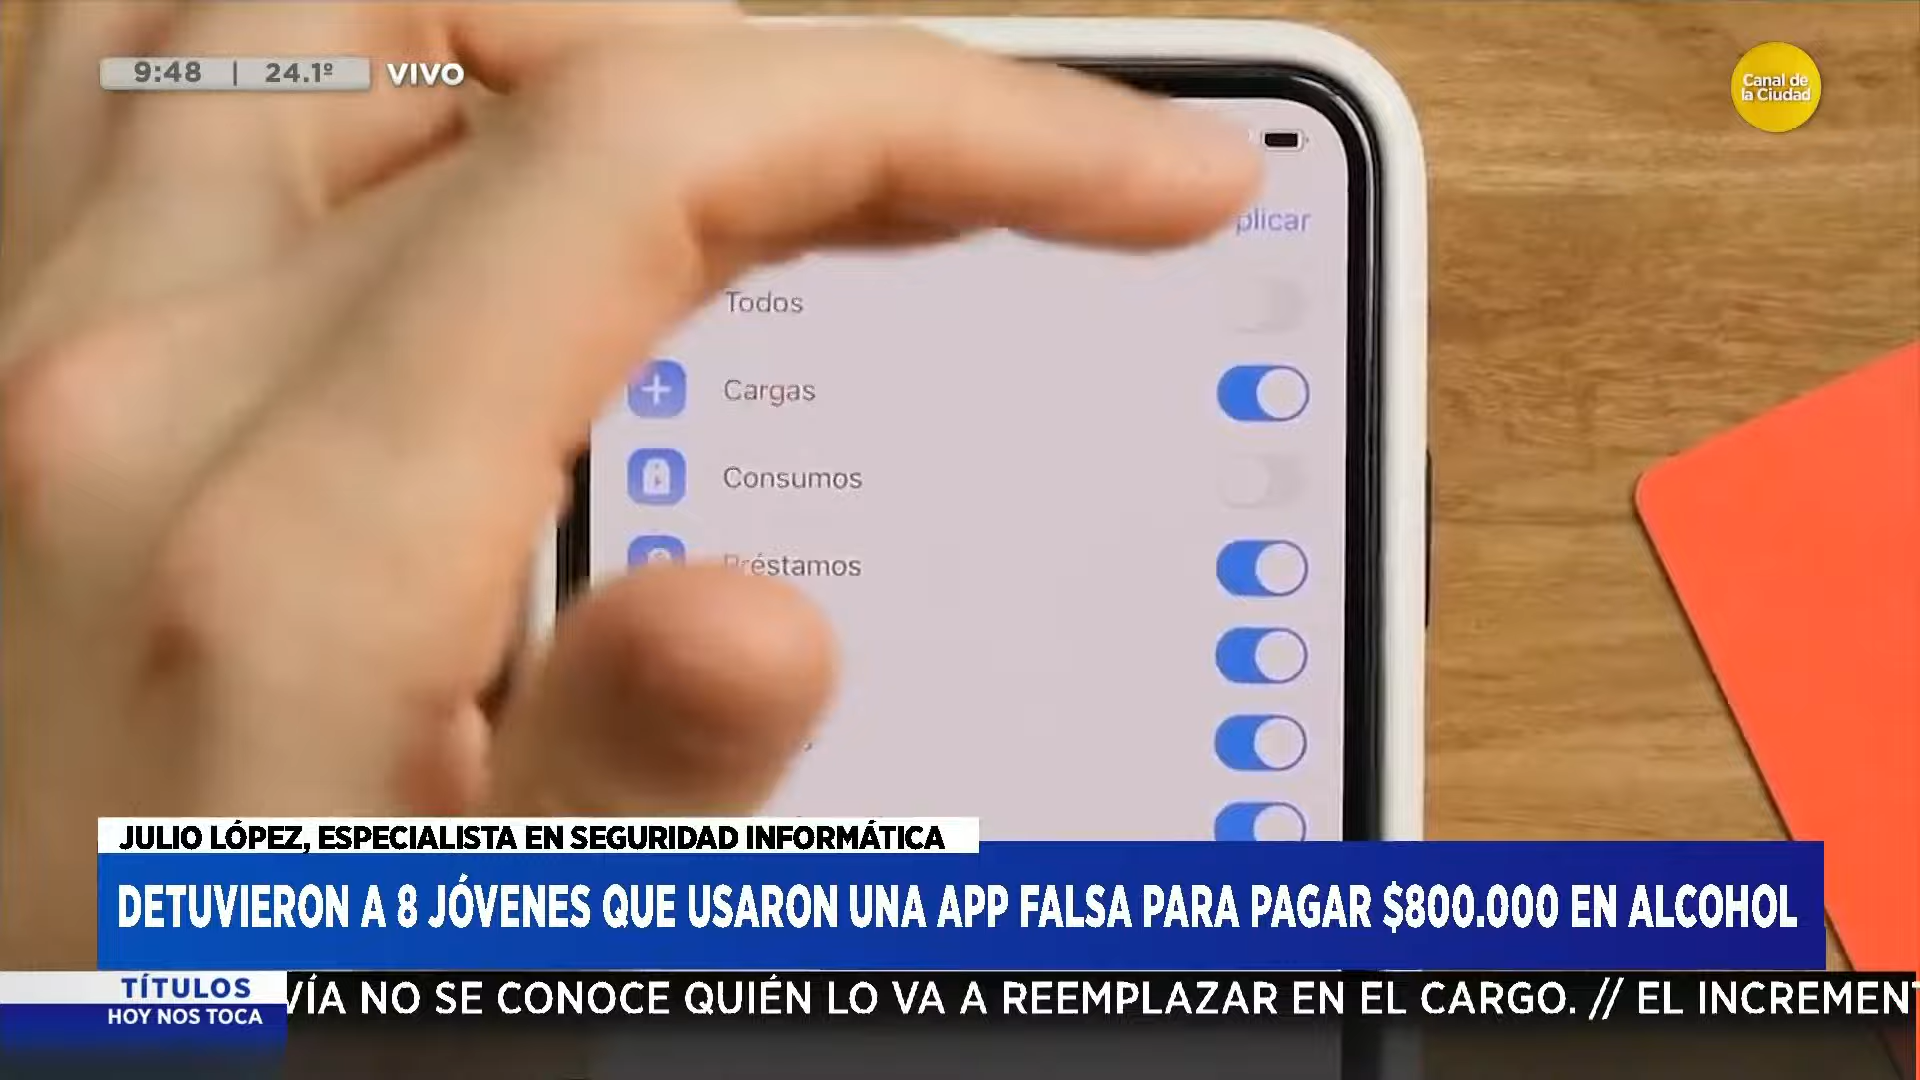 9:48 | 24.1º VIVO
Canal de
la Ciudad
plicar
Todos
Cargas
Consumos
Préstamos
JULIO LÓPEZ, ESPECIALISTA EN SEGURIDAD INFORMÁTICA
DETUVIERON A 8 JÓVENES QUE USARON UNA APP FALSA PARA PAGAR $800.000 EN ALCOHOL
TÍTULOS
HOY NOS TOCA
VÍA NO SE CONOCE QUIÉN LO VA A REEMPLAZAR EN EL CARGO. // EL INCREMENT